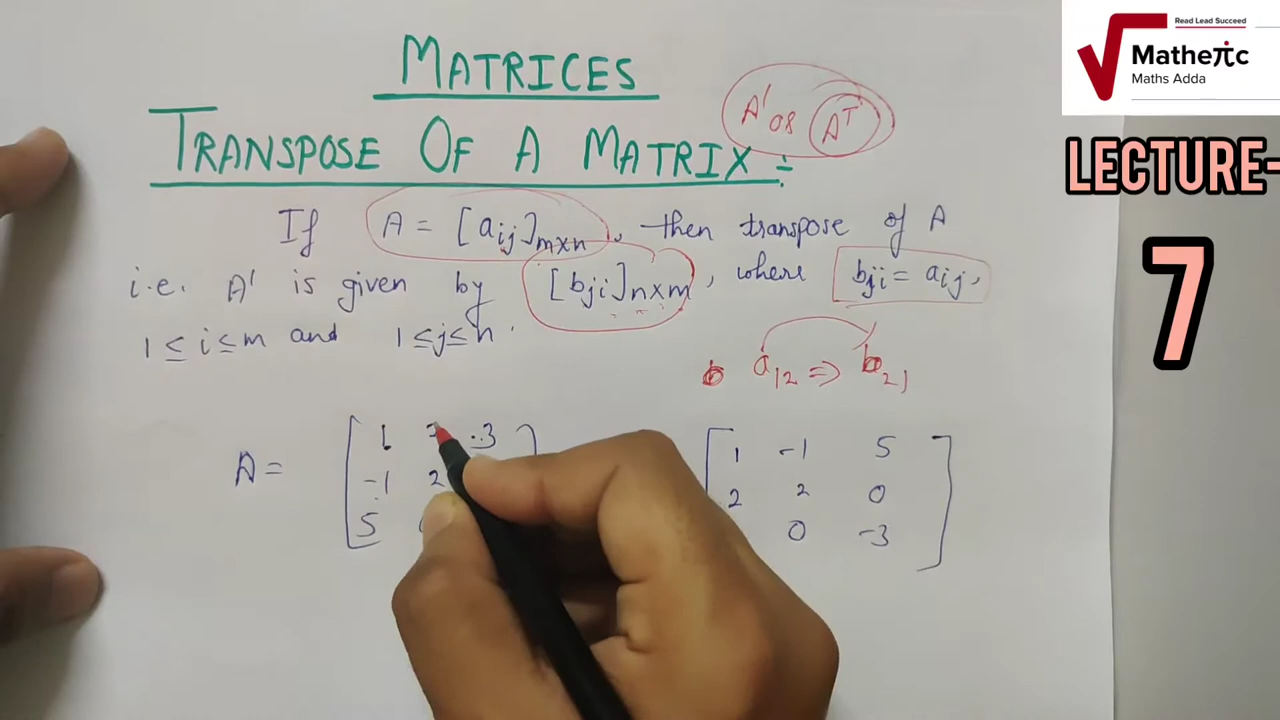 MATRICES
TRANSPOSE OF A MATRIX :-
A' or A^T
If A = [aij]m×n, then transpose of A
i.e. A' is given by [bji]n×m, where bji = aij,
1 ≤ i ≤ m and 1 ≤ j ≤ n.
a12 ⇒ b21
A =
1 -3
-1 2
5
1 -1 5
2 2 0
0 -3
Read Lead Succeed
Matheπc
Maths Adda
LECTURE-
7